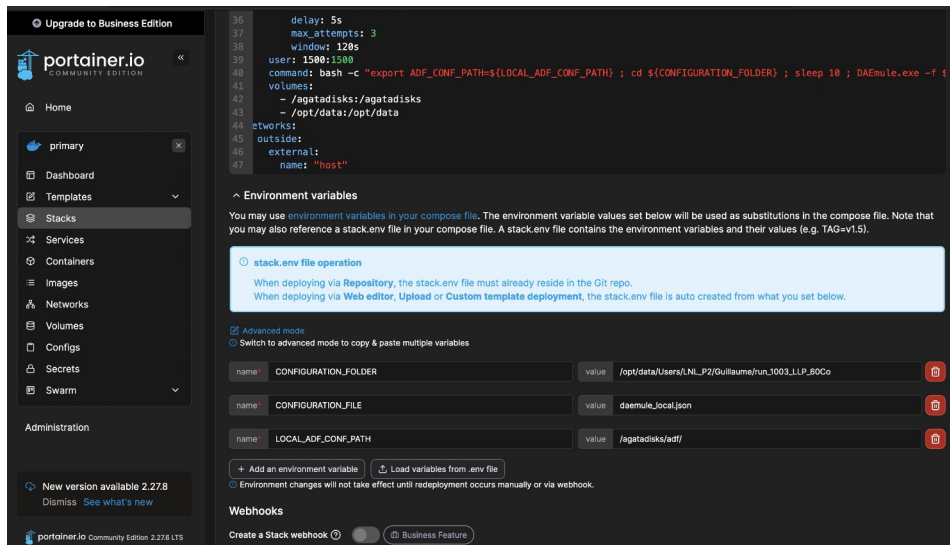 Upgrade to Business Edition
portainer.io
COMMUNITY EDITION
Home
primary
Dashboard
Templates
Stacks
Services
Containers
Images
Networks
Volumes
Configs
Secrets
Swarm
Administration
New version available 2.27.8
Dismiss See what's new
portainer.io Community Edition 2.27.6 LTS
36 delay: 5s
37 max_attempts: 3
38 window: 120s
39 user: 1500:1500
40 command: bash -c "export ADF_CONF_PATH=${LOCAL_ADF_CONF_PATH} ; cd ${CONFIGURATION_FOLDER} ; sleep 10 ; DAEmule.exe -f $
41 volumes:
42 - /agatadisks:/agatadisks
43 - /opt/data:/opt/data
44 etworks:
45 outside:
46 external:
47 name: "host"
Environment variables
You may use environment variables in your compose file. The environment variable values set below will be used as substitutions in the compose file. Note that
you may also reference a stack.env file in your compose file. A stack.env file contains the environment variables and their values (e.g. TAG=v1.5).
stack.env file operation
When deploying via Repository, the stack.env file must already reside in the Git repo.
When deploying via Web editor, Upload or Custom template deployment, the stack.env file is auto created from what you set below.
Advanced mode
Switch to advanced mode to copy & paste multiple variables
name* CONFIGURATION_FOLDER value /opt/data/Users/LNL_P2/Guillaume/run_1003_LLP_60Co
name* CONFIGURATION_FILE value daemule_local.json
name* LOCAL_ADF_CONF_PATH value /agatadisks/adf/
+ Add an environment variable Load variables from .env file
Environment changes will not take effect until redeployment occurs manually or via webhook.
Webhooks
Create a Stack webhook Business Feature